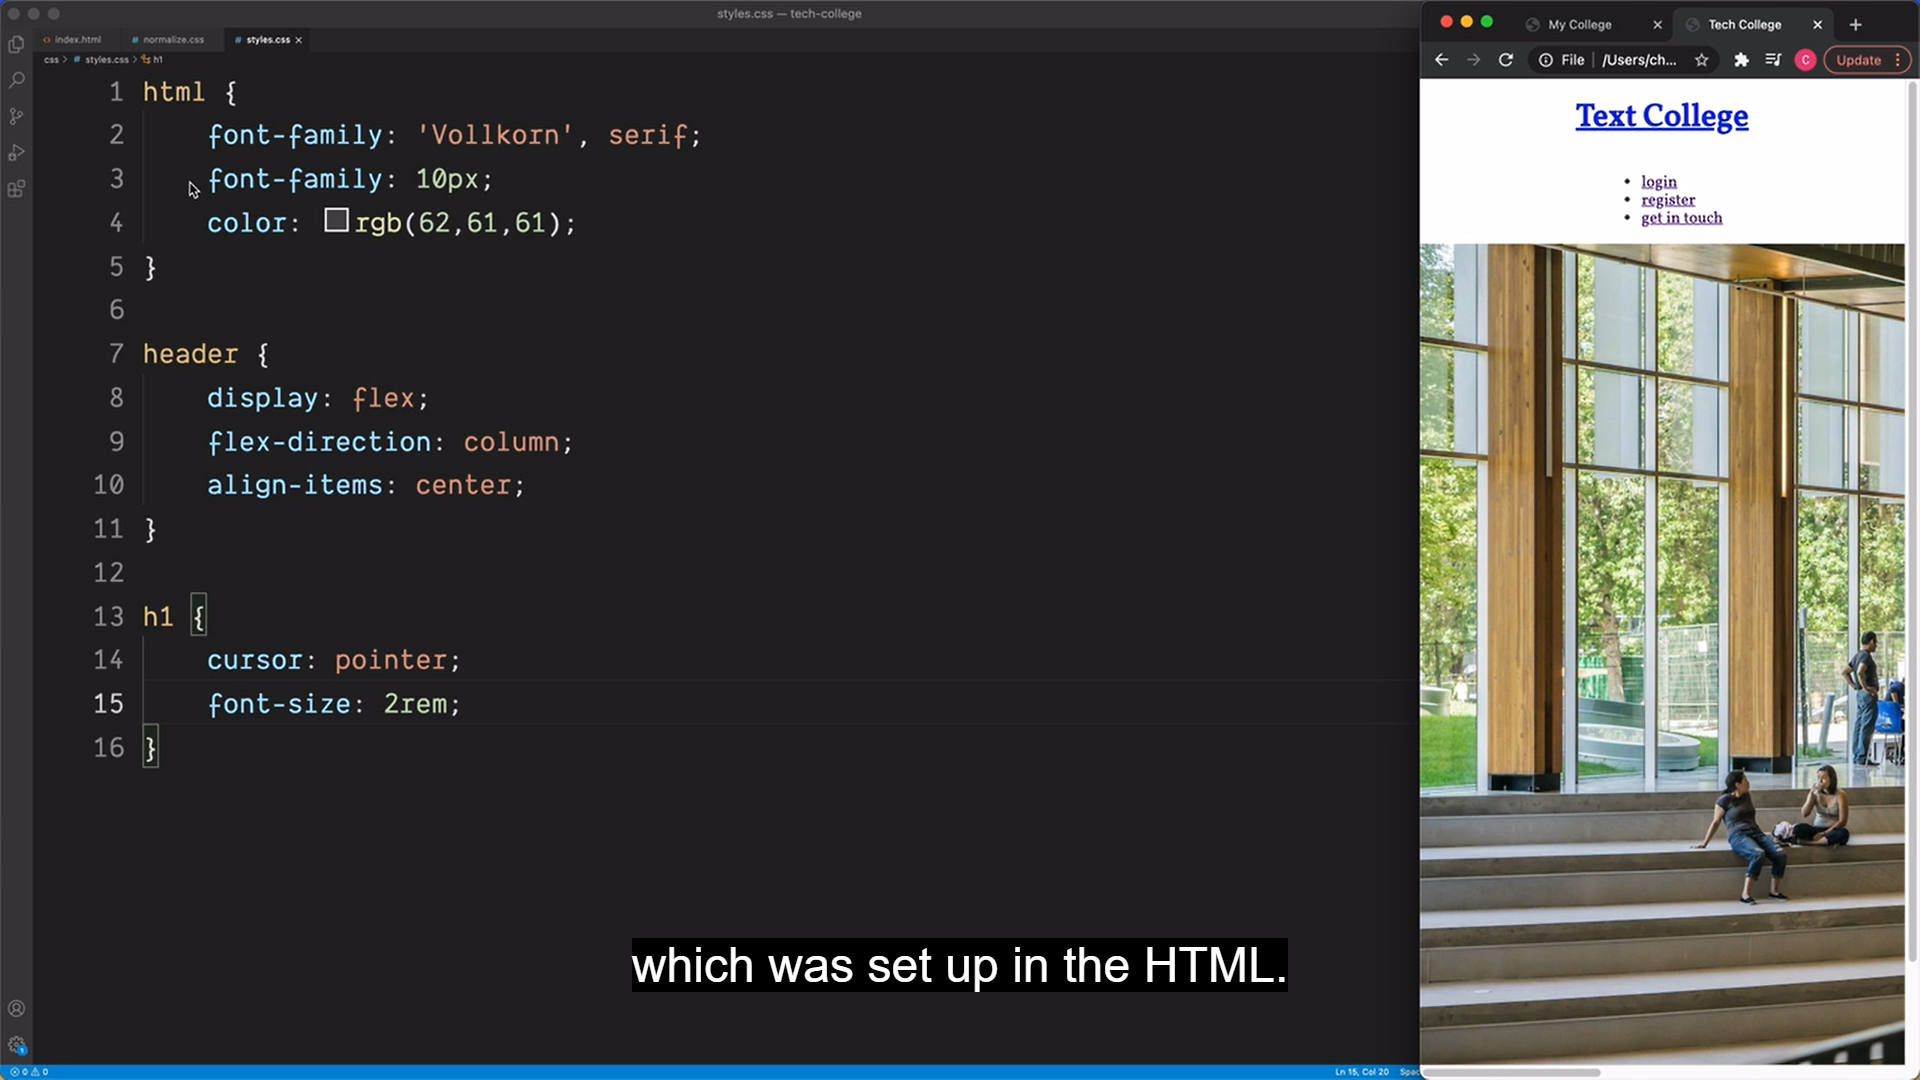 styles.css — tech-college
index.html
normalize.css
styles.css
css > styles.css > h1
1 html {
2 font-family: 'Vollkorn', serif;
3 font-family: 10px;
4 color: rgb(62,61,61);
5 }
6
7 header {
8 display: flex;
9 flex-direction: column;
10 align-items: center;
11 }
12
13 h1 {
14 cursor: pointer;
15 font-size: 2rem;
16 }
Ln 15, Col 20
My College
Tech College
File
/Users/ch...
C
Update
Text College
login
register
get in touch
which was set up in the HTML.